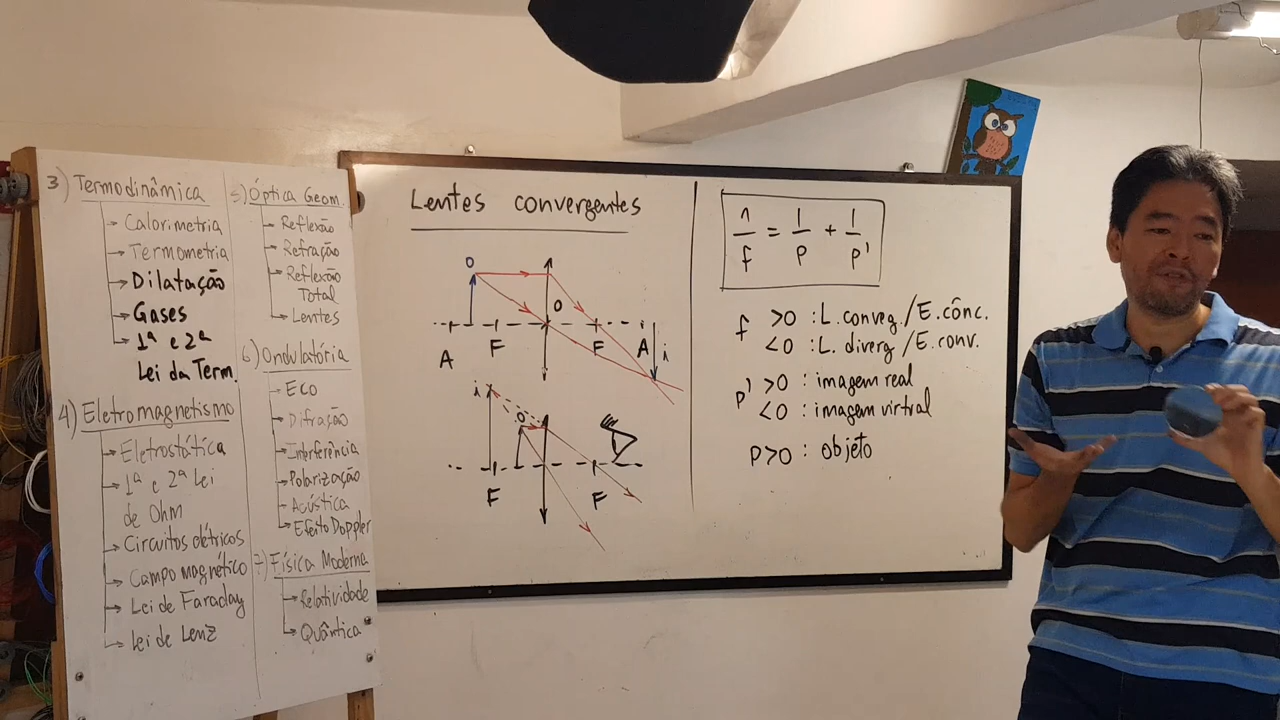 3) Termodinâmica
Calorimetria
Termometria
Dilatação
Gases
1ª e 2ª
Lei da Term.
4) Eletromagnetismo
Eletrostática
1ª e 2ª Lei
de Ohm
Circuitos elétricos
Campo magnético
Lei de Faraday
Lei de Lenz
5) Óptica Geom.
Reflexão
Refração
Reflexão
Total
Lentes
6) Ondulatória
Eco
Difração
Interferência
Polarização
Acústica
Efeito Doppler
7) Física Moderna
Relatividade
Quântica
Lentes convergentes
O
O
A F F A i
i O
F F
1/f = 1/p + 1/p'
f >0 : L. converg./E. cônc.
<0 : L. diverg/E. conv.
p' >0 : imagem real
<0 : imagem virtual
p>0 : objeto